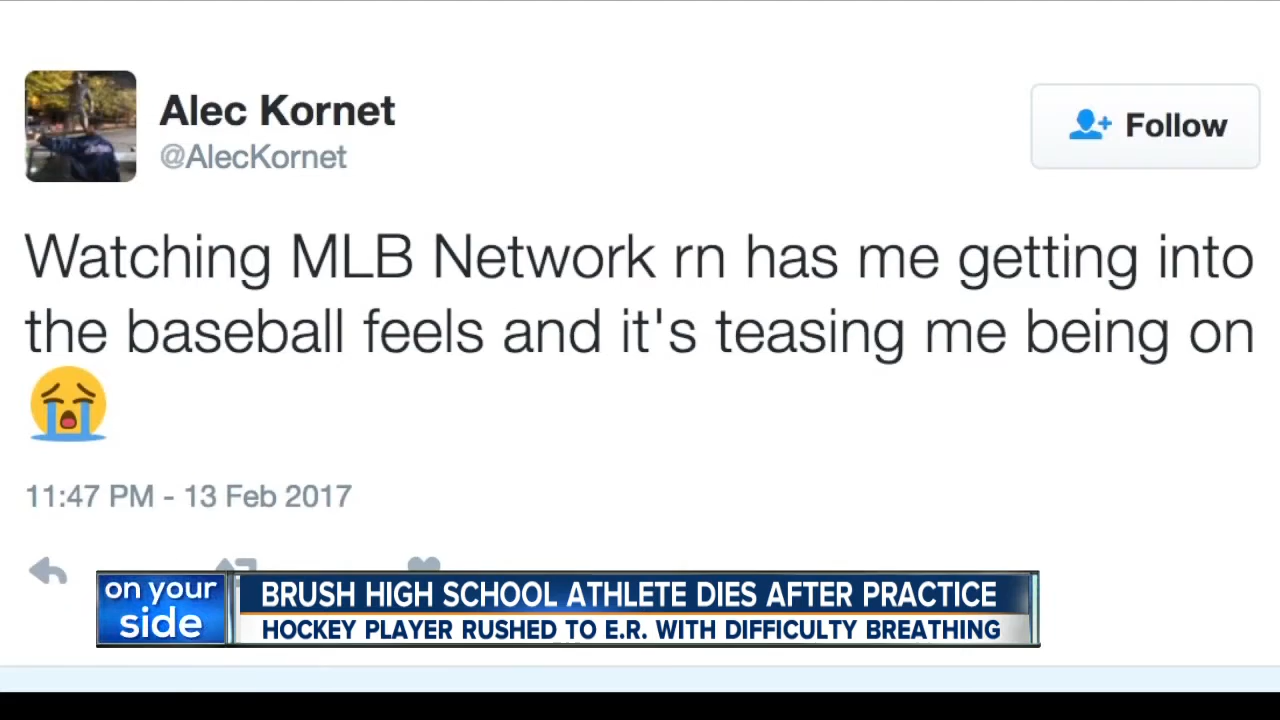 Alec Kornet
@AlecKornet
Follow
Watching MLB Network rn has me getting into
the baseball feels and it's teasing me being on
😭
11:47 PM - 13 Feb 2017
on your
side
BRUSH HIGH SCHOOL ATHLETE DIES AFTER PRACTICE
HOCKEY PLAYER RUSHED TO E.R. WITH DIFFICULTY BREATHING